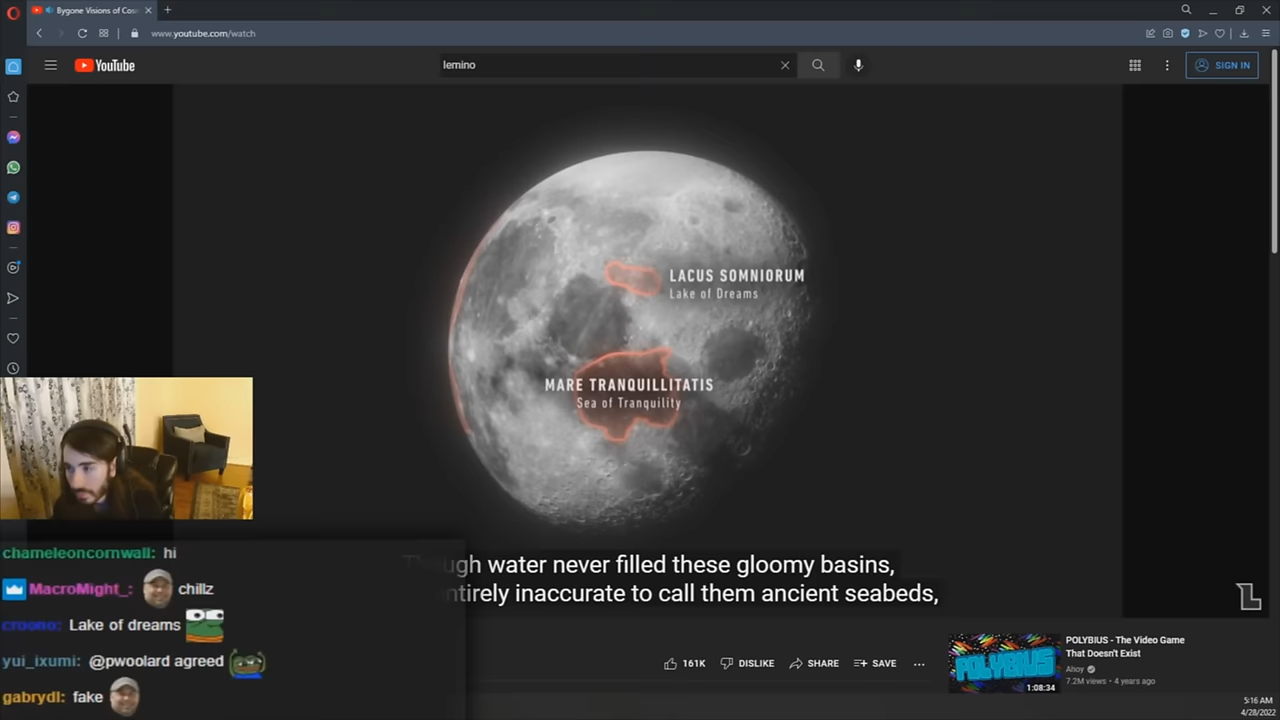 Bygone Visions of Cos
www.youtube.com/watch
YouTube
lemino
SIGN IN
LACUS SOMNIORUM
Lake of Dreams
MARE TRANQUILLITATIS
Sea of Tranquility
water never filled these gloomy basins,
entirely inaccurate to call them ancient seabeds,
chameleoncornwall: hi
MacroMight_: chillz
croono: Lake of dreams
yui_ixumi: @pwoolard agreed
gabrydl: fake
161K
DISLIKE
SHARE
SAVE
POLYBIUS - The Video Game
That Doesn't Exist
Ahoy
7.2M views • 4 years ago
POLYBIUS
1:08:34
5:16 AM
4/28/2022